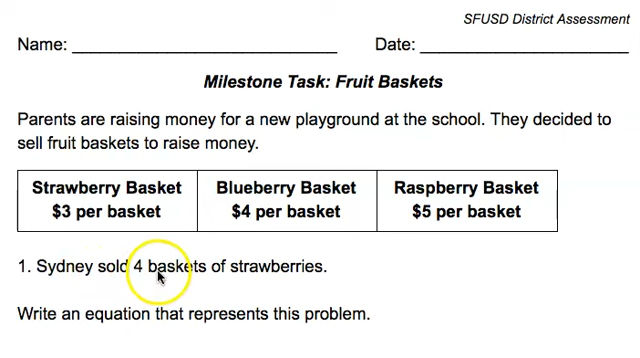 SFUSD District Assessment
Name: ____________________________ Date: ______________________
Milestone Task: Fruit Baskets
Parents are raising money for a new playground at the school. They decided to
sell fruit baskets to raise money.
Strawberry Basket Blueberry Basket Raspberry Basket
$3 per basket $4 per basket $5 per basket
1. Sydney sold 4 baskets of strawberries.
Write an equation that represents this problem.